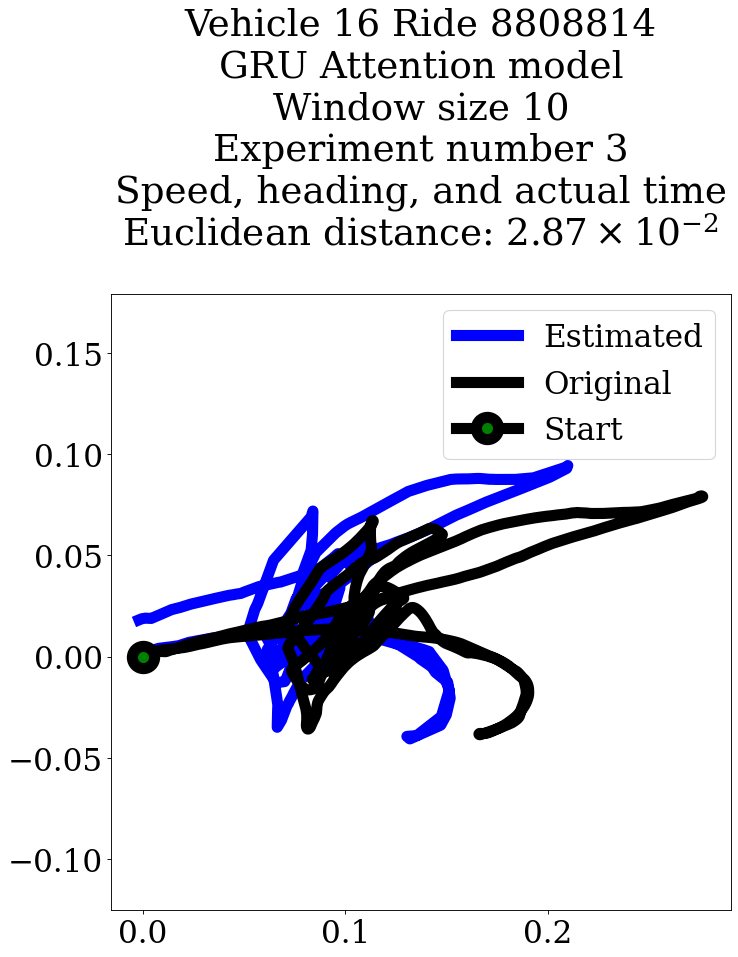 Vehicle 16 Ride 8808814
GRU Attention model
Window size 10
Experiment number 3
Speed, heading, and actual time
Euclidean distance: 2.87 × 10⁻²
Estimated
Original
Start
0.15
0.10
0.05
0.00
−0.05
−0.10
0.0 0.1 0.2